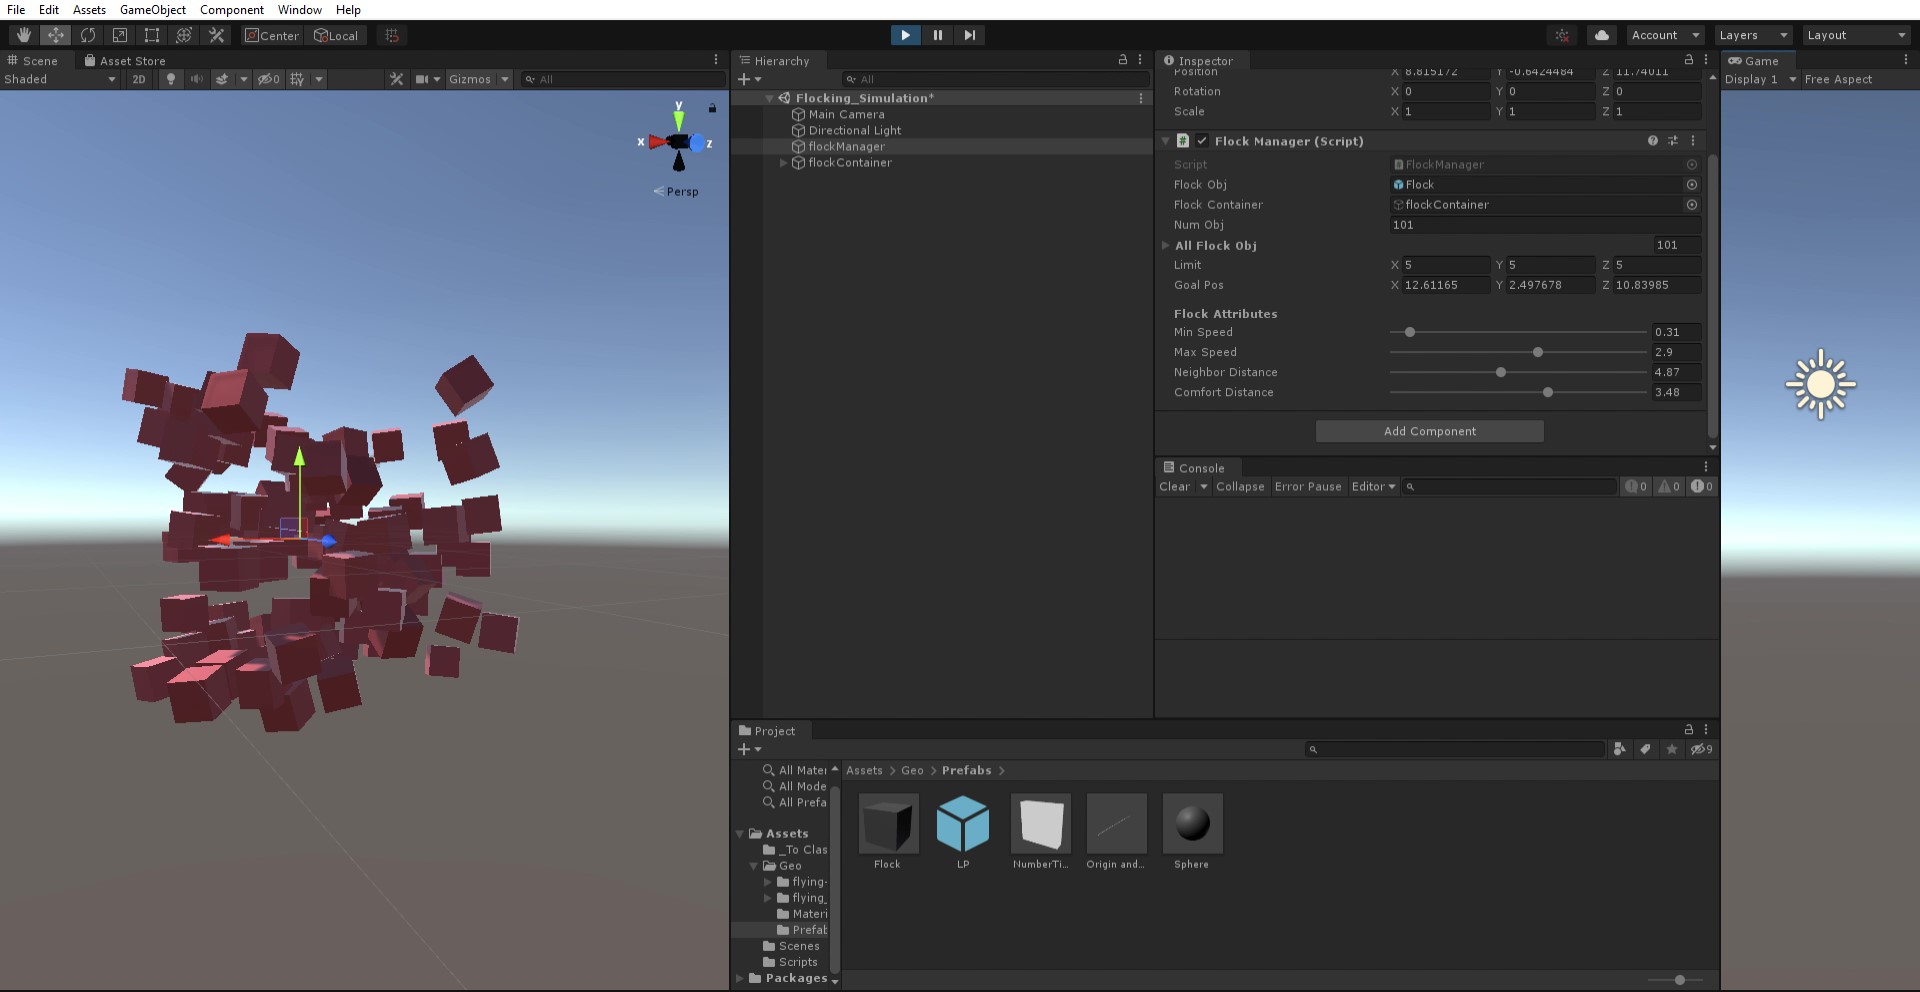 File Edit Assets GameObject Component Window Help
Center Local Account Layers Layout
Scene Asset Store
Shaded 2D 0 Gizmos All
y
x z
Persp
Hierarchy
All
Flocking_Simulation*
Main Camera
Directional Light
flockManager
flockContainer
Inspector
Position X 8.815172 Y -0.6424484 Z 11.74011
Rotation X 0 Y 0 Z 0
Scale X 1 Y 1 Z 1
# Flock Manager (Script)
Script FlockManager
Flock Obj Flock
Flock Container flockContainer
Num Obj 101
All Flock Obj 101
Limit X 5 Y 5 Z 5
Goal Pos X 12.61165 Y 2.497678 Z 10.83985
Flock Attributes
Min Speed 0.31
Max Speed 2.9
Neighbor Distance 4.87
Comfort Distance 3.48
Add Component
Console
Clear Collapse Error Pause Editor 0 0 0
Game
Display 1 Free Aspect
Project
9
All Mater
All Mode
All Prefa
Assets
_To Clas
Geo
flying-
flying_
Materi
Prefab
Scenes
Scripts
Packages
Assets > Geo > Prefabs >
Flock LP NumberTi... Origin and... Sphere